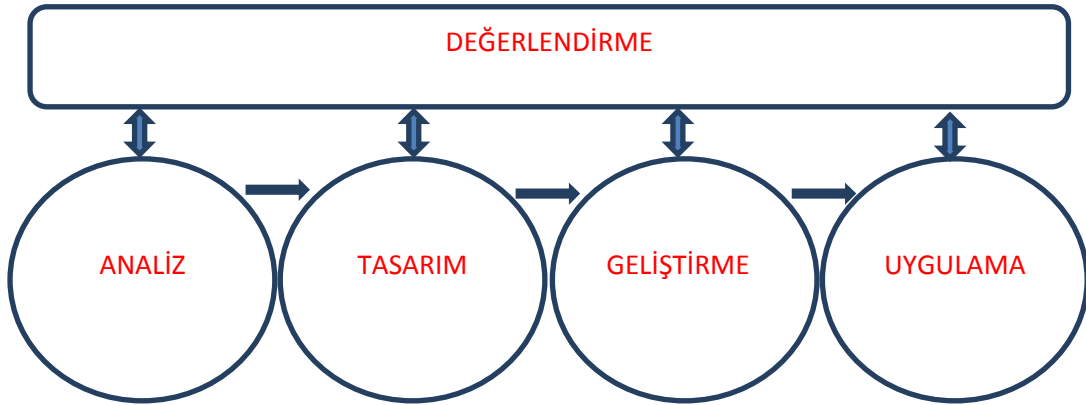 DEĞERLENDİRME
ANALİZ
TASARIM
GELİŞTİRME
UYGULAMA